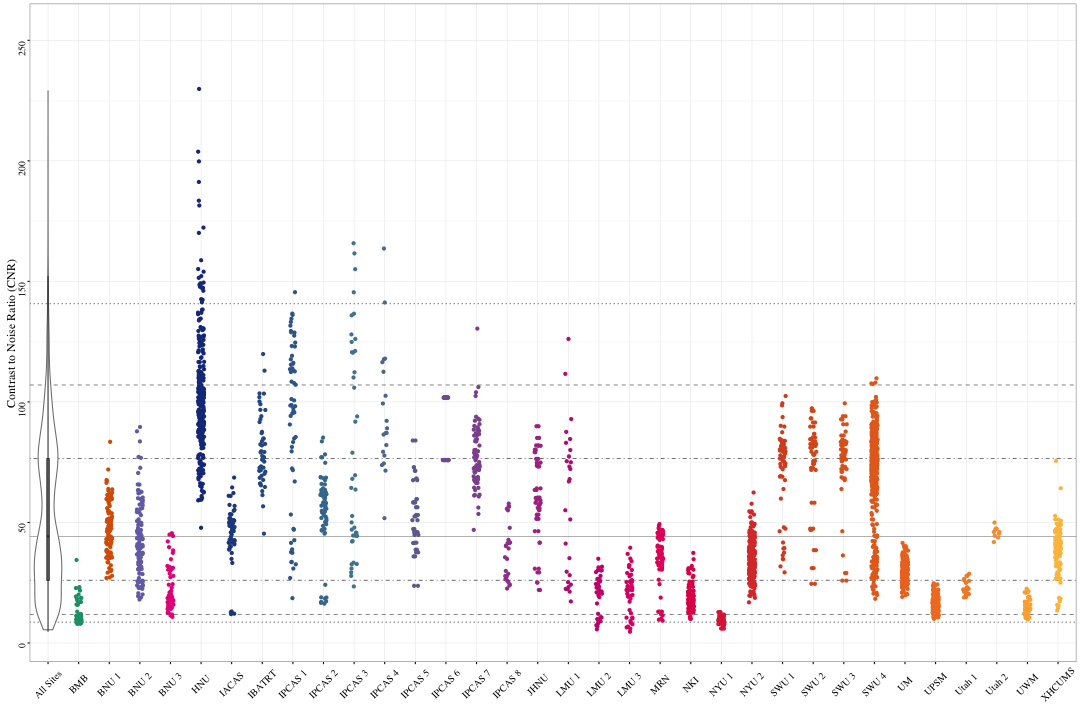 Contrast to Noise Ratio (CNR)
250
200
150
100
50
0
All Sites
BMB
BNU 1
BNU 2
BNU 3
HNU
IACAS
IBATRT
IPCAS 1
IPCAS 2
IPCAS 3
IPCAS 4
IPCAS 5
IPCAS 6
IPCAS 7
IPCAS 8
JHNU
LMU 1
LMU 2
LMU 3
MRN
NKI
NYU 1
NYU 2
SWU 1
SWU 2
SWU 3
SWU 4
UM
UPSM
Utah 1
Utah 2
UWM
XHCUMS